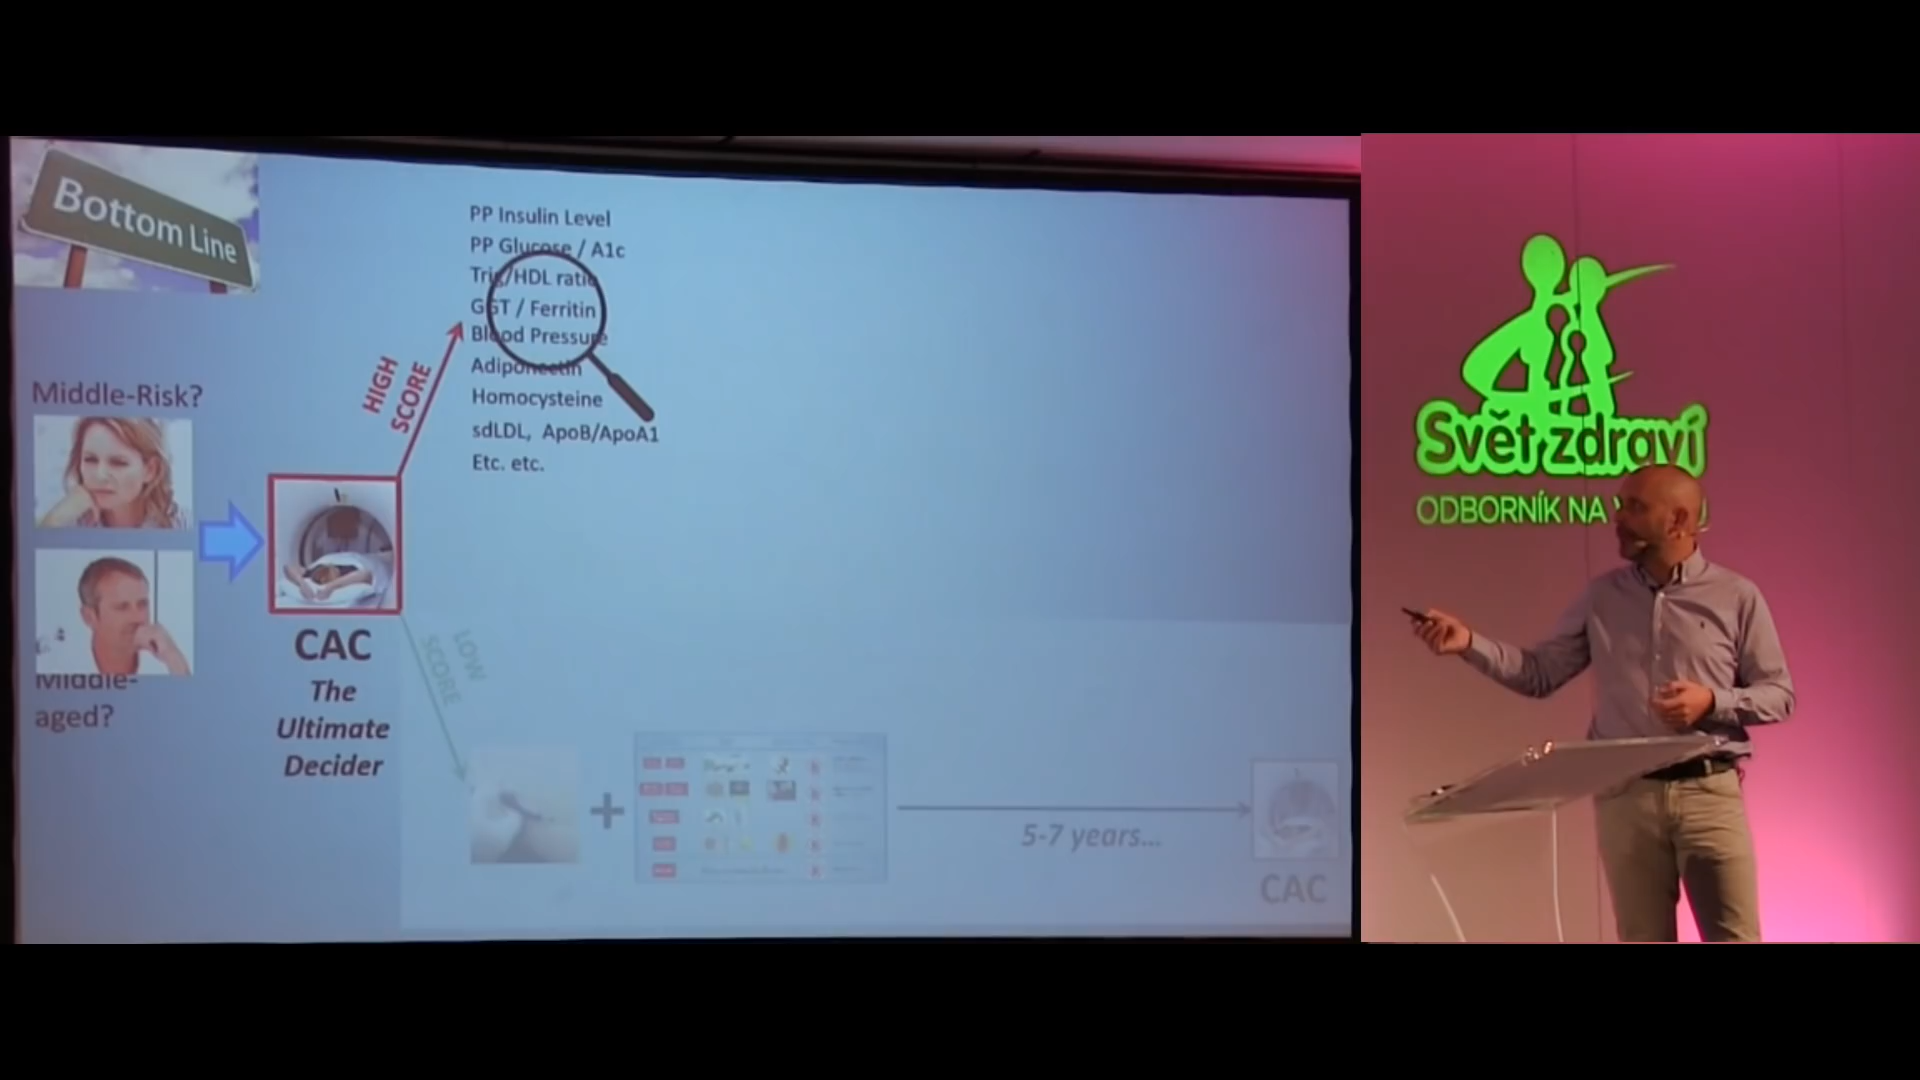 Bottom Line
PP Insulin Level
PP Glucose / A1c
Trig/HDL ratio
GGT / Ferritin
Blood Pressure
Adiponectin
Homocysteine
sdLDL, ApoB/ApoA1
Etc. etc.
HIGH
SCORE
Middle-Risk?
Middle-
aged?
CAC
The
Ultimate
Decider
LOW
SCORE
+
5-7 years...
CAC
Svět zdraví
ODBORNÍK NA